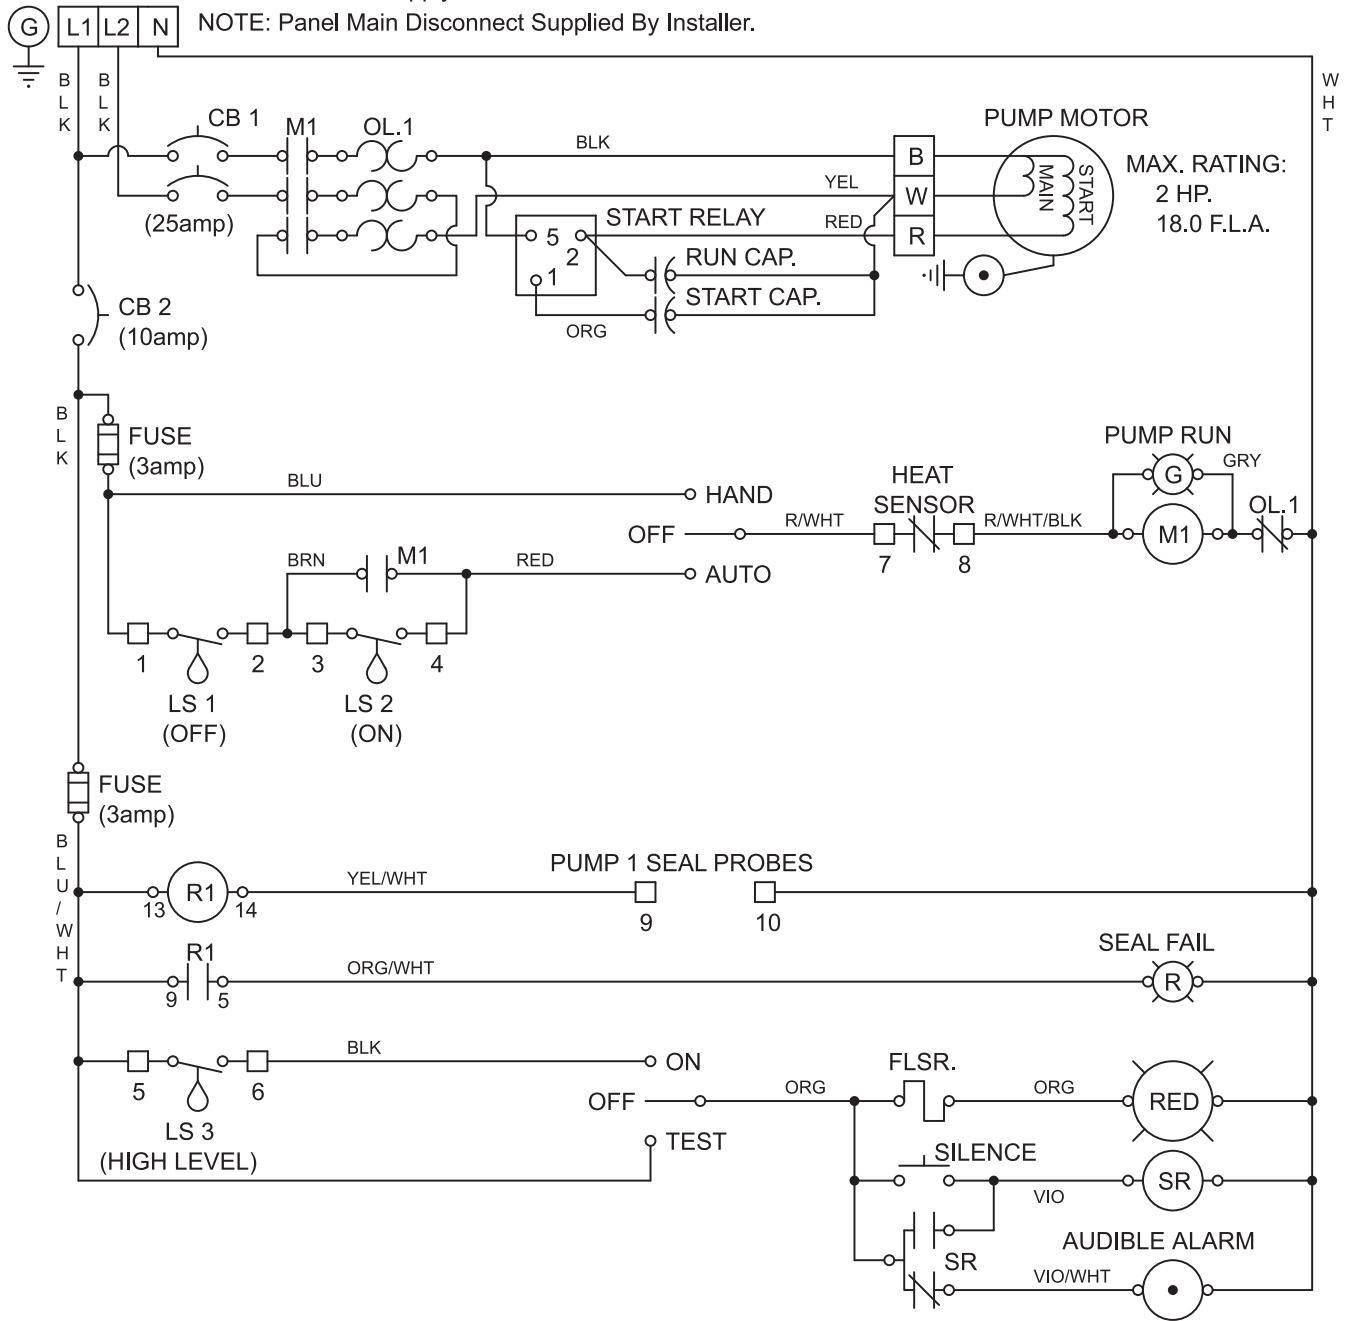 G L1 L2 N NOTE: Panel Main Disconnect Supplied By Installer.
BLK
BLK
WHT
CB 1
M1
OL.1
BLK
PUMP MOTOR
B
W
R
MAIN
START
MAX. RATING:
2 HP.
18.0 F.L.A.
YEL
(25amp)
START RELAY
RED
5
2
1
RUN CAP.
START CAP.
ORG
CB 2
(10amp)
BLK
FUSE
(3amp)
PUMP RUN
G
GRY
BLU
HAND
HEAT
SENSOR
OL.1
OFF
R/WHT
R/WHT/BLK
M1
7
8
BRN
M1
RED
AUTO
1
2
3
4
LS 1
(OFF)
LS 2
(ON)
FUSE
(3amp)
BLU/WHT
PUMP 1 SEAL PROBES
R1
YEL/WHT
13
14
9
10
R1
SEAL FAIL
ORG/WHT
R
9
5
BLK
ON
5
6
FLSR.
OFF
ORG
ORG
RED
LS 3
(HIGH LEVEL)
TEST
SILENCE
SR
VIO
SR
AUDIBLE ALARM
VIO/WHT